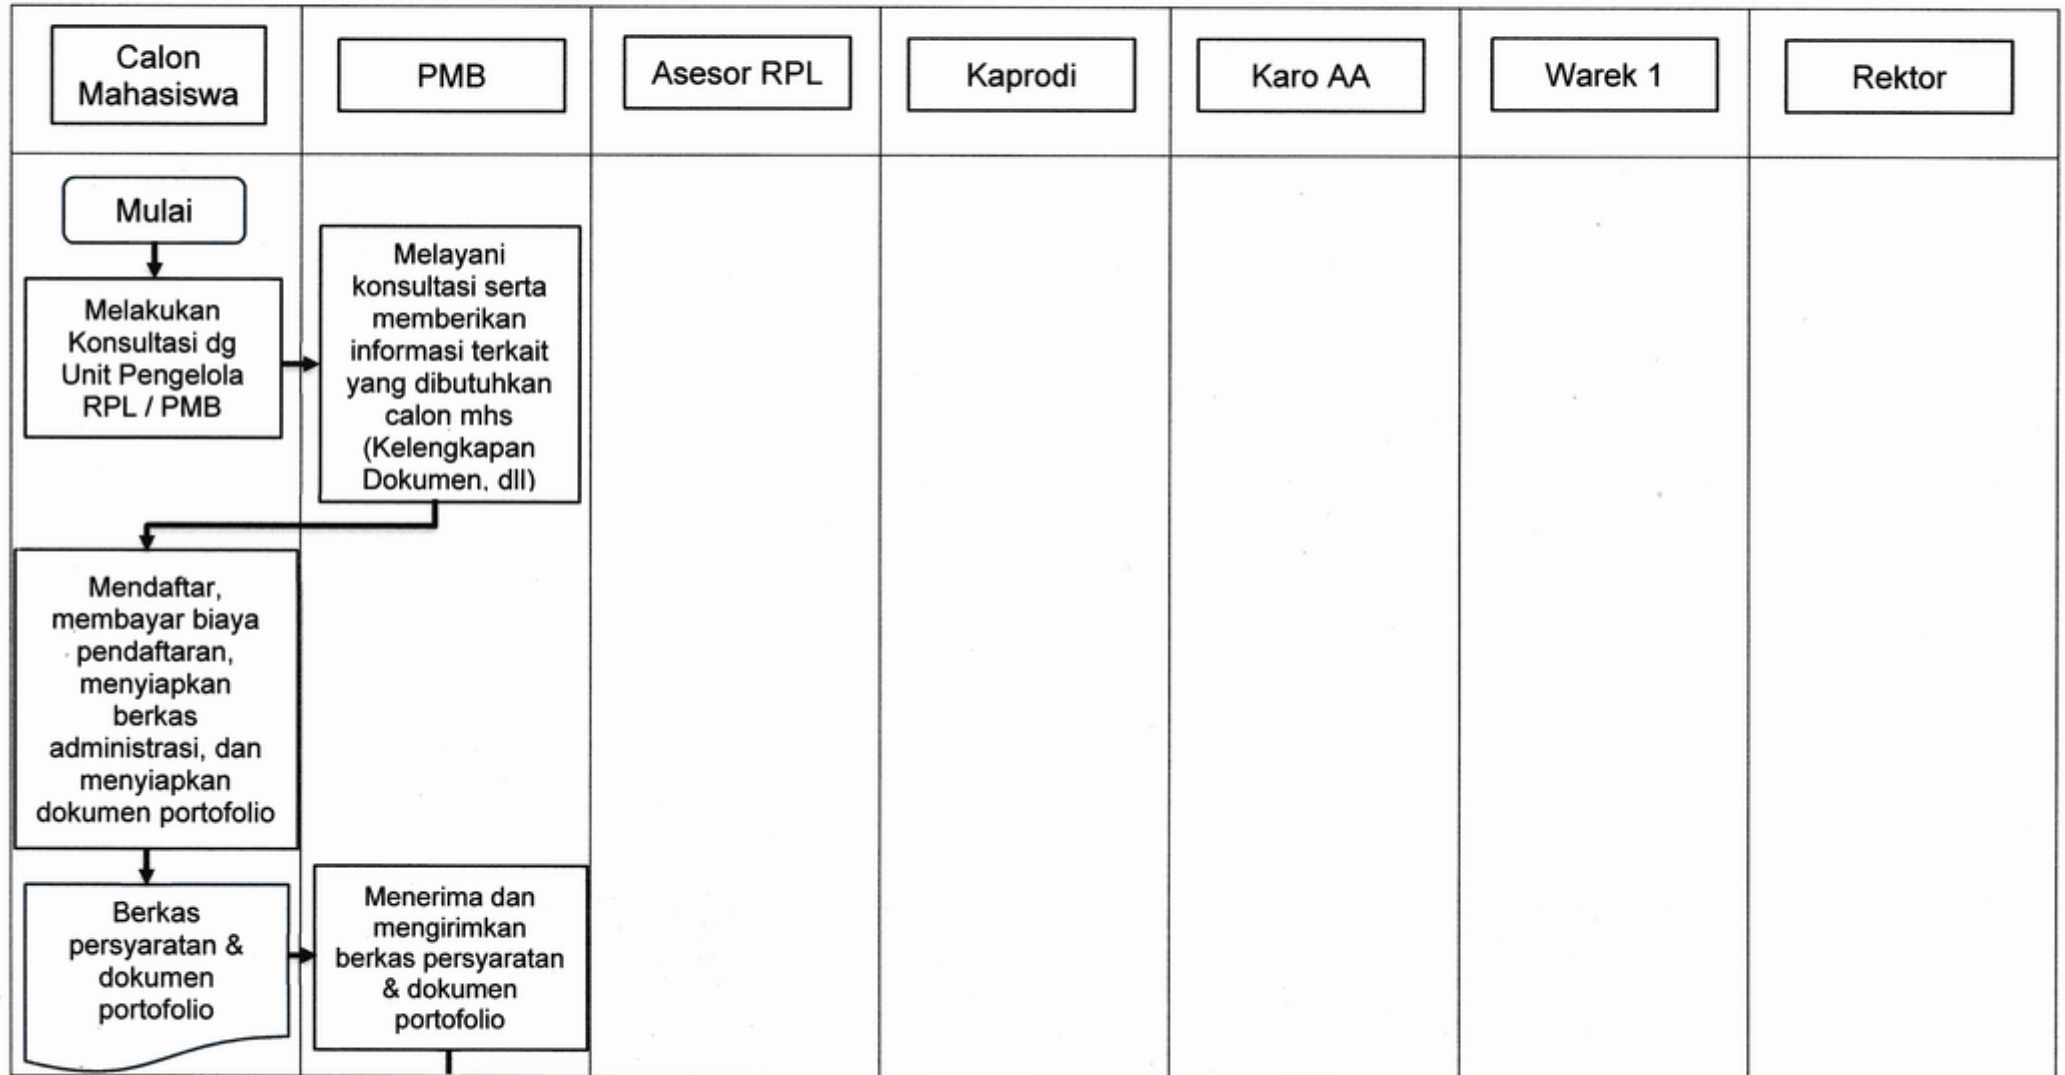 Calon
Mahasiswa
PMB
Asesor RPL
Kaprodi
Karo AA
Warek 1
Rektor
Mulai
Melakukan
Konsultasi dg
Unit Pengelola
RPL / PMB
Melayani
konsultasi serta
memberikan
informasi terkait
yang dibutuhkan
calon mhs
(Kelengkapan
Dokumen, dll)
Mendaftar,
membayar biaya
pendaftaran,
menyiapkan
berkas
administrasi, dan
menyiapkan
dokumen portofolio
Berkas
persyaratan &
dokumen
portofolio
Menerima dan
mengirimkan
berkas persyaratan
& dokumen
portofolio